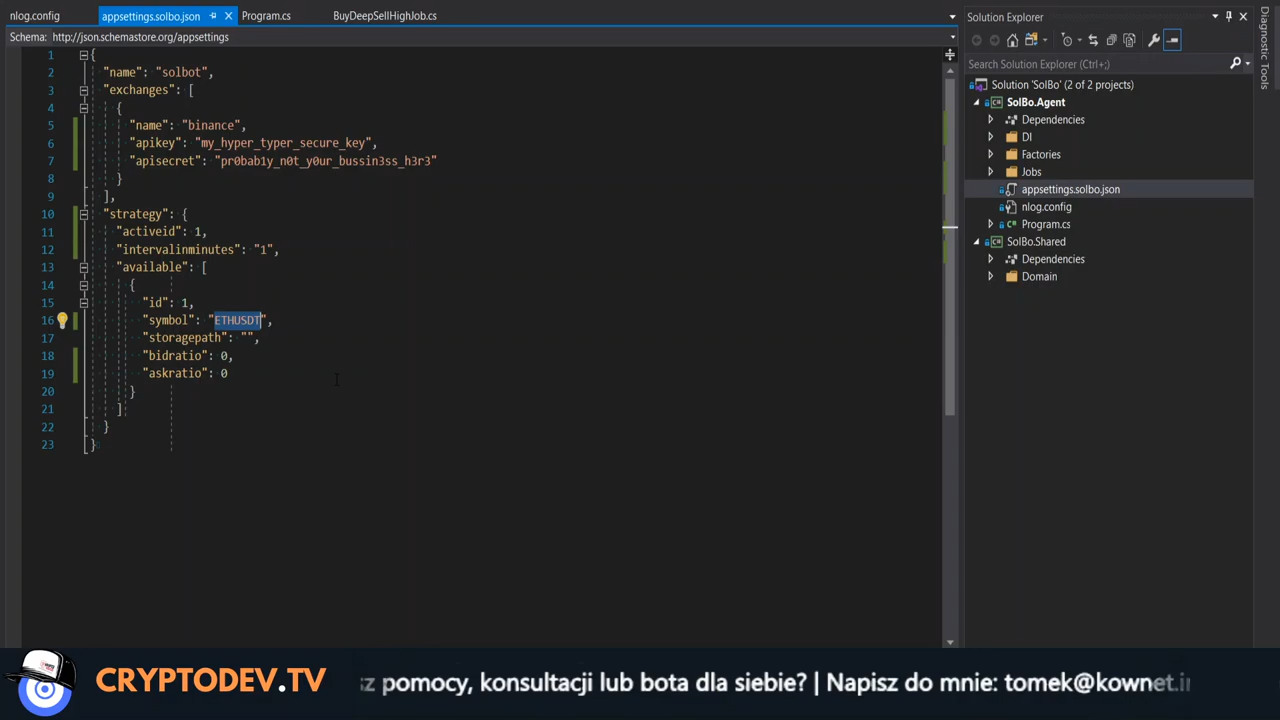 nlog.config
appsettings.solbo.json
Program.cs
BuyDeepSellHighJob.cs
Schema: http://json.schemastore.org/appsettings
1 {
2 "name": "solbot",
3 "exchanges": [
4 {
5 "name": "binance",
6 "apikey": "my_hyper_typer_secure_key",
7 "apisecret": "pr0bab1y_n0t_y0ur_bussin3ss_h3r3"
8 }
9 ],
10 "strategy": {
11 "activeid": 1,
12 "intervalinminutes": "1",
13 "available": [
14 {
15 "id": 1,
16 "symbol": "ETHUSDT",
17 "storagepath": "",
18 "bidratio": 0,
19 "askratio": 0
20 }
21 ]
22 }
23 }
Solution Explorer
Search Solution Explorer (Ctrl+;)
Solution 'SolBo' (2 of 2 projects)
SolBo.Agent
Dependencies
DI
Factories
Jobs
appsettings.solbo.json
nlog.config
Program.cs
SolBo.Shared
Dependencies
Domain
Diagnostic Tools
CRYPTODEV.TV
pomocy, konsultacji lub bota dla siebie? | Napisz do mnie: tomek@kownet.i